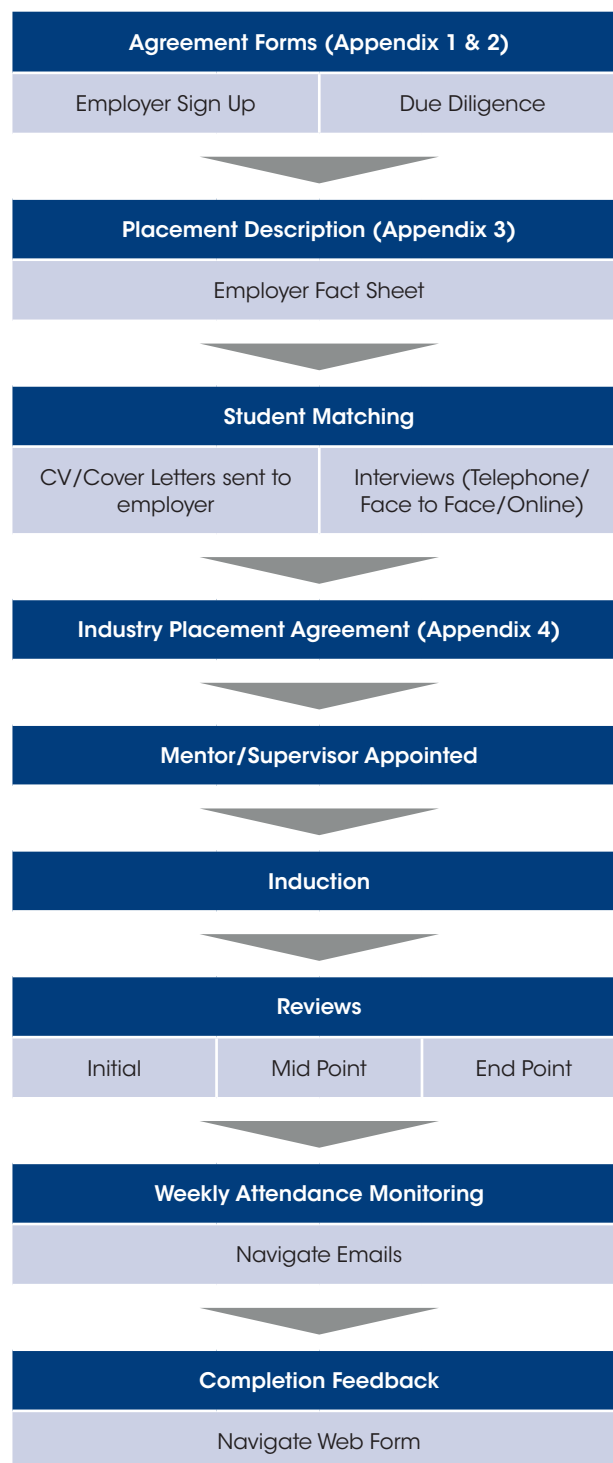 Agreement Forms (Appendix 1 & 2)
Employer Sign Up
Due Diligence
Placement Description (Appendix 3)
Employer Fact Sheet
Student Matching
CV/Cover Letters sent to
employer
Interviews (Telephone/
Face to Face/Online)
Industry Placement Agreement (Appendix 4)
Mentor/Supervisor Appointed
Induction
Reviews
Initial
Mid Point
End Point
Weekly Attendance Monitoring
Navigate Emails
Completion Feedback
Navigate Web Form